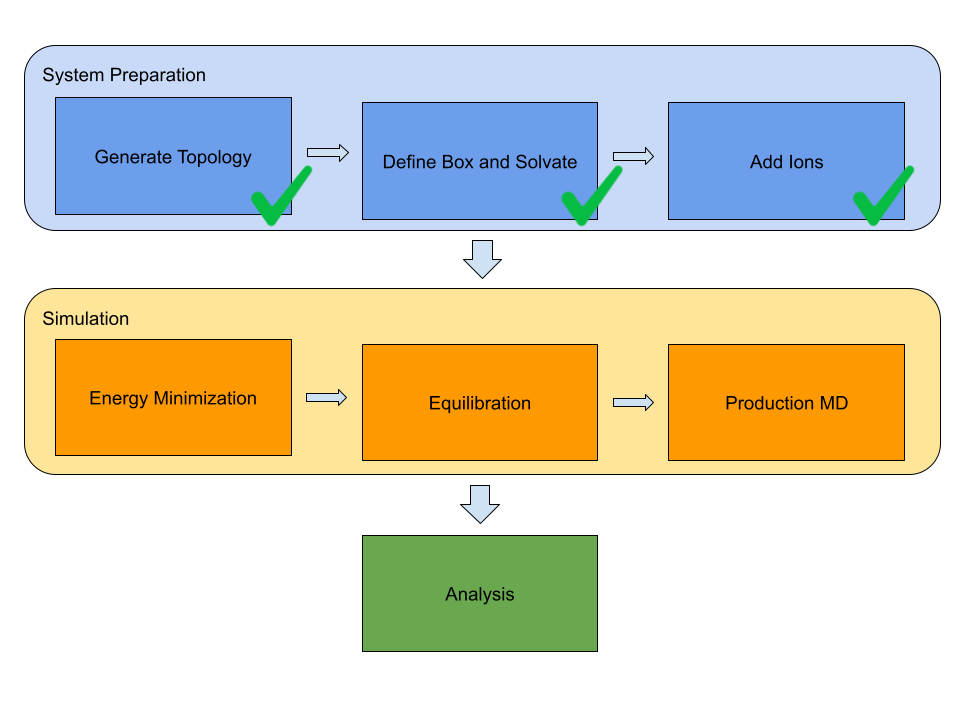 System Preparation
Generate Topology
Define Box and Solvate
Add Ions
Simulation
Energy Minimization
Equilibration
Production MD
Analysis